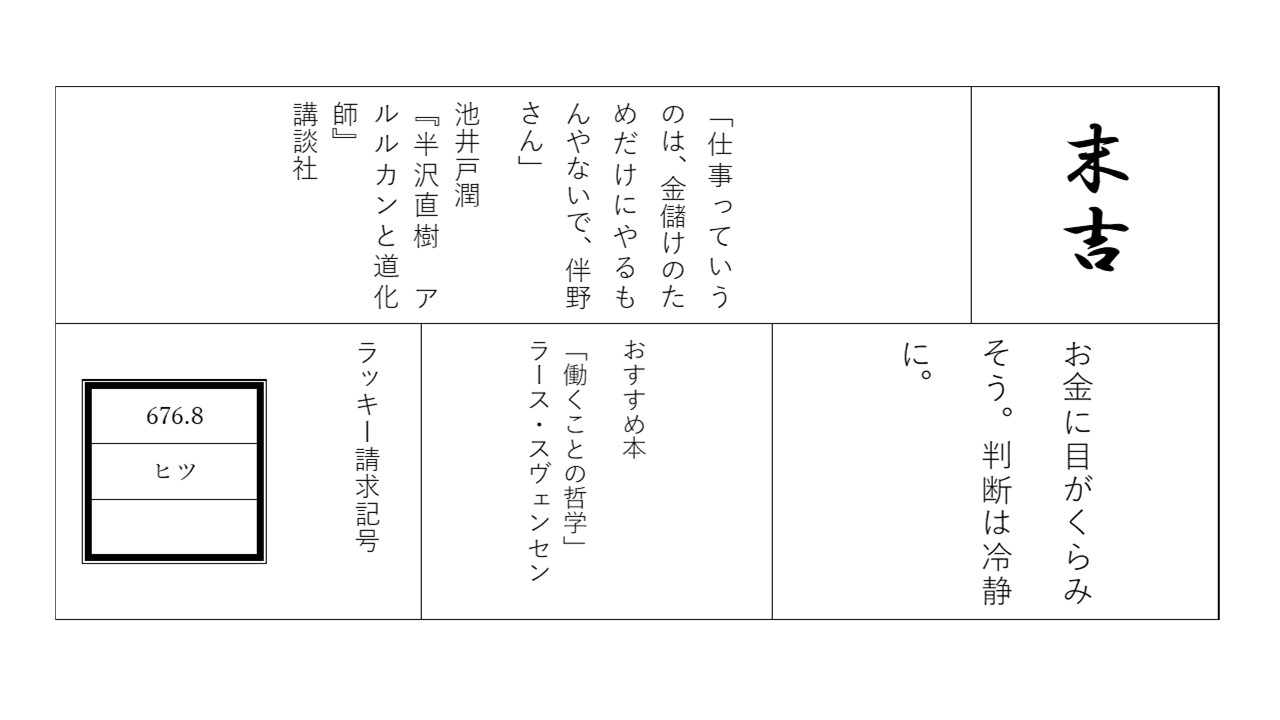 末吉
「仕事っていう
のは、金儲けのた
めだけにやるも
んやないで、伴野
さん」
池井戸潤
『半沢直樹　ア
ルルカンと道化
師』
講談社
お金に目がくらみ
そう。判断は冷静
に。
おすすめ本
「働くことの哲学」
ラース・スヴェンセン
ラッキー請求記号
676.8
ヒツ